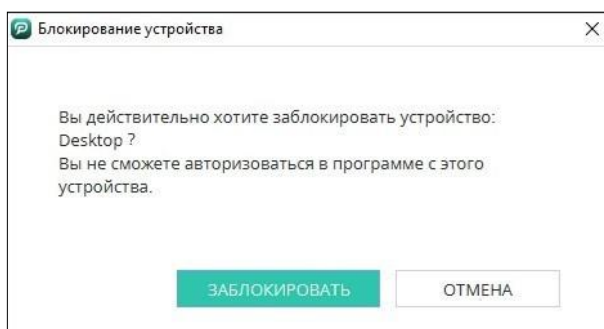 Блокирование устройства
Вы действительно хотите заблокировать устройство:
Desktop ?
Вы не сможете авторизоваться в программе с этого
устройства.
ЗАБЛОКИРОВАТЬ
ОТМЕНА